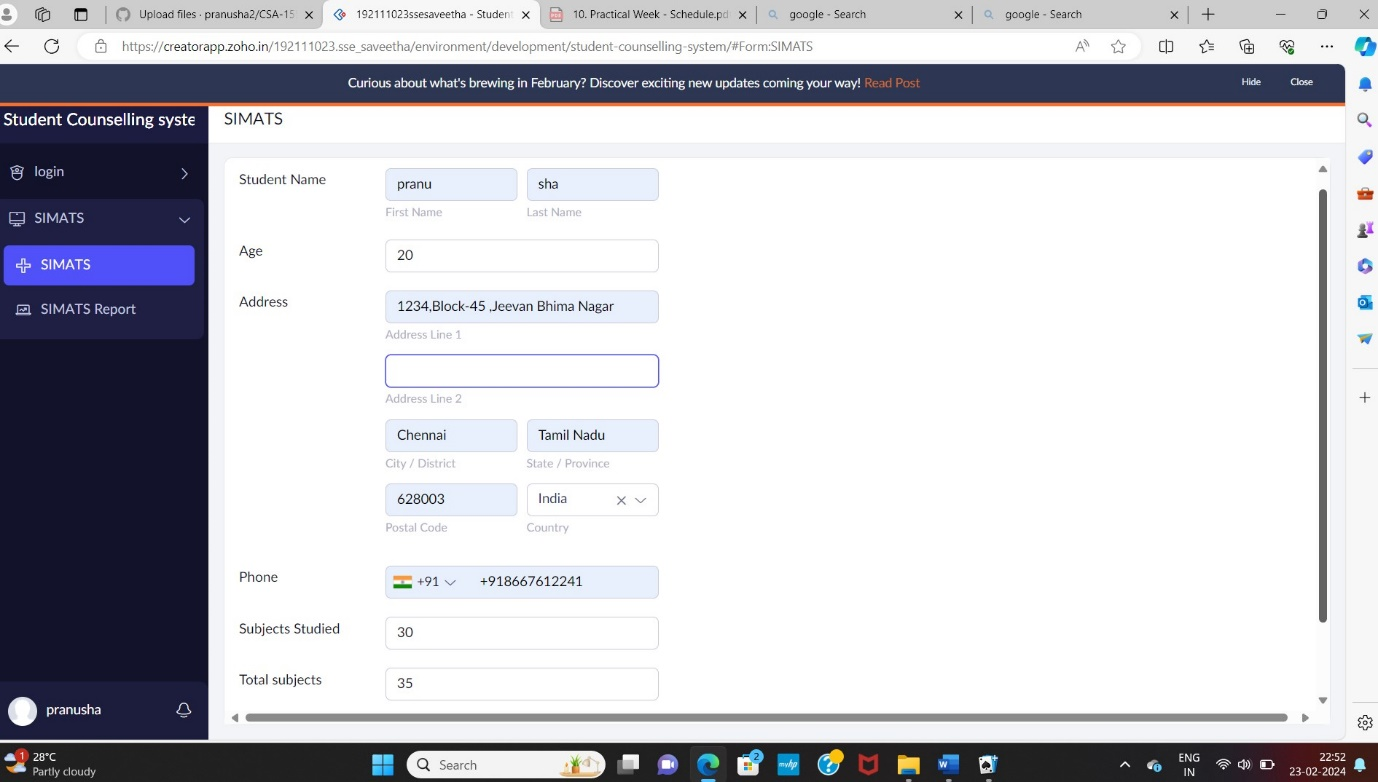 Upload files · pranusha2/CSA-15
192111023ssesaveetha - Student
10. Practical Week - Schedule.pd
google - Search
google - Search
https://creatorapp.zoho.in/192111023.sse_saveetha/environment/development/student-counselling-system/#Form:SIMATS
Curious about what's brewing in February? Discover exciting new updates coming your way! Read Post
Hide
Close
Student Counselling syste
SIMATS
login
SIMATS
SIMATS
SIMATS Report
Student Name
pranu
sha
First Name
Last Name
Age
20
Address
1234,Block-45 ,Jeevan Bhima Nagar
Address Line 1
Address Line 2
Chennai
Tamil Nadu
City / District
State / Province
628003
India
Postal Code
Country
Phone
+91
+918667612241
Subjects Studied
30
Total subjects
35
pranusha
1
28°C
Partly cloudy
Search
2
myhp
ENG
IN
22:52
23-02-2024